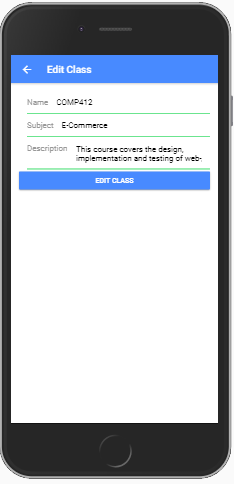 Edit Class
Name COMP412
Subject E-Commerce
Description This course covers the design,
implementation and testing of web-
EDIT CLASS